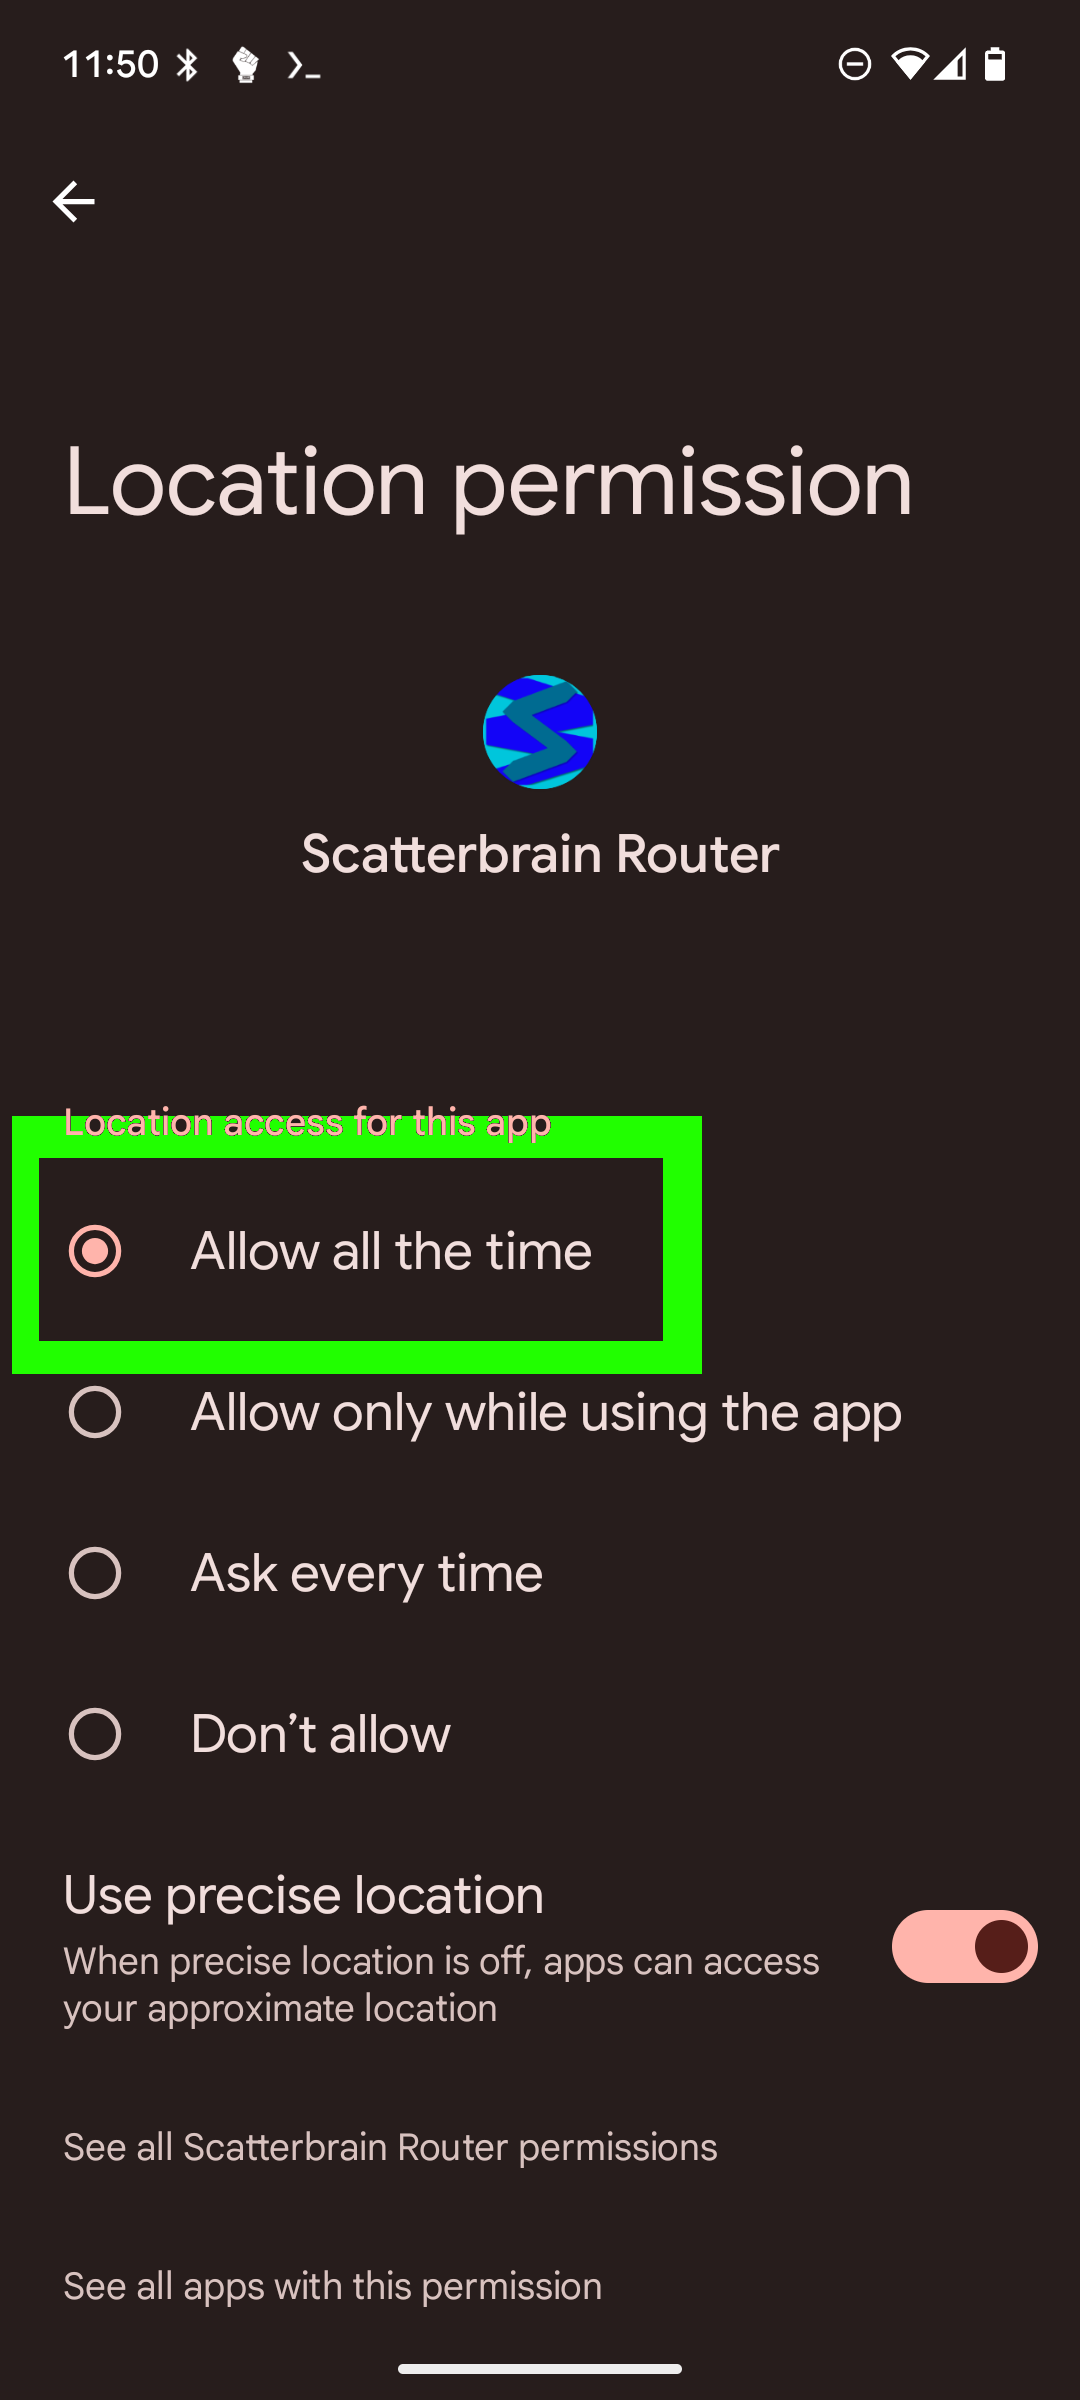 11:50
Location permission
Scatterbrain Router
Location access for this app
Allow all the time
Allow only while using the app
Ask every time
Don’t allow
Use precise location
When precise location is off, apps can access
your approximate location
See all Scatterbrain Router permissions
See all apps with this permission